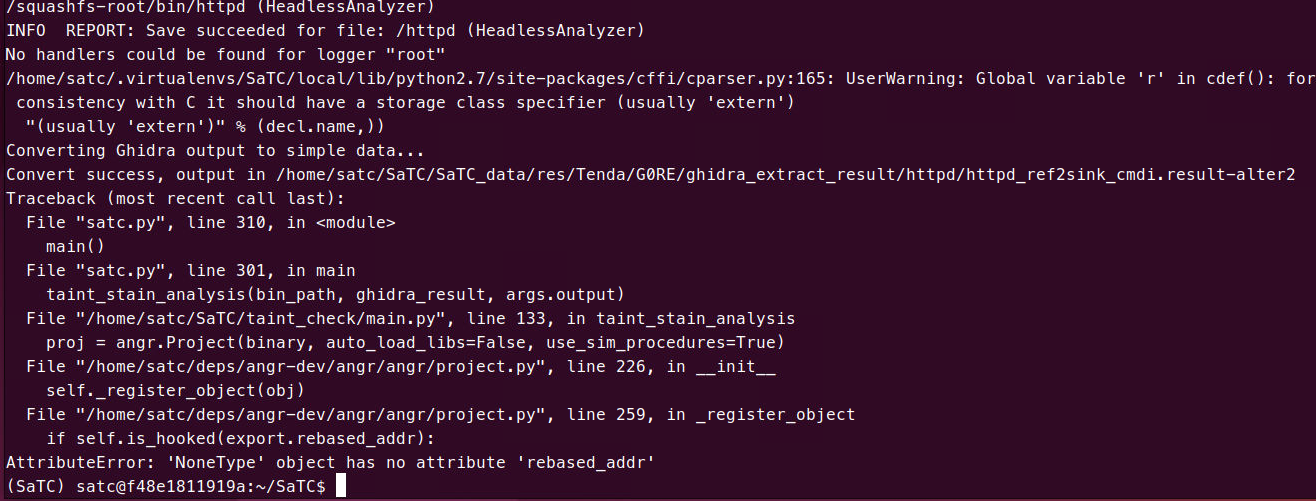 /squashfs-root/bin/httpd (HeadlessAnalyzer)
INFO  REPORT: Save succeeded for file: /httpd (HeadlessAnalyzer)
No handlers could be found for logger "root"
/home/satc/.virtualenvs/SaTC/local/lib/python2.7/site-packages/cffi/cparser.py:165: UserWarning: Global variable 'r' in cdef(): for
 consistency with C it should have a storage class specifier (usually 'extern')
  "(usually 'extern')" % (decl.name,))
Converting Ghidra output to simple data...
Convert success, output in /home/satc/SaTC/SaTC_data/res/Tenda/G0RE/ghidra_extract_result/httpd/httpd_ref2sink_cmdi.result-alter2
Traceback (most recent call last):
  File "satc.py", line 310, in <module>
    main()
  File "satc.py", line 301, in main
    taint_stain_analysis(bin_path, ghidra_result, args.output)
  File "/home/satc/SaTC/taint_check/main.py", line 133, in taint_stain_analysis
    proj = angr.Project(binary, auto_load_libs=False, use_sim_procedures=True)
  File "/home/satc/deps/angr-dev/angr/angr/project.py", line 226, in __init__
    self._register_object(obj)
  File "/home/satc/deps/angr-dev/angr/angr/project.py", line 259, in _register_object
    if self.is_hooked(export.rebased_addr):
AttributeError: 'NoneType' object has no attribute 'rebased_addr'
(SaTC) satc@f48e1811919a:~/SaTC$